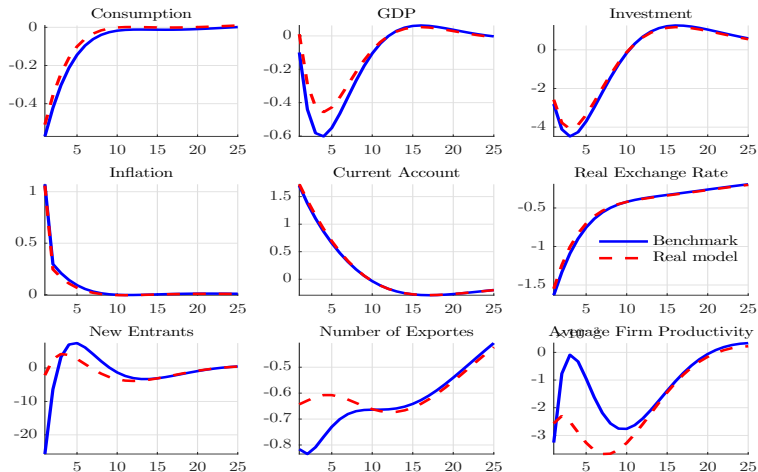 Consumption GDP Investment
0 0 0
-0.2 -0.2 -2
-0.4 -0.4 -4
-0.6
5 10 15 20 25 5 10 15 20 25 5 10 15 20 25
Inflation Current Account Real Exchange Rate
1 1.5 -0.5
0.5 1 -1
0 0.5 -1.5
0
Benchmark
Real model
5 10 15 20 25 5 10 15 20 25 5 10 15 20 25
New Entrants Number of Exportes Average Firm Productivity
0 -0.5 0
-10 -0.6 -1
-20 -0.7 -2
-0.8 -3
5 10 15 20 25 5 10 15 20 25 5 10 15 20 25